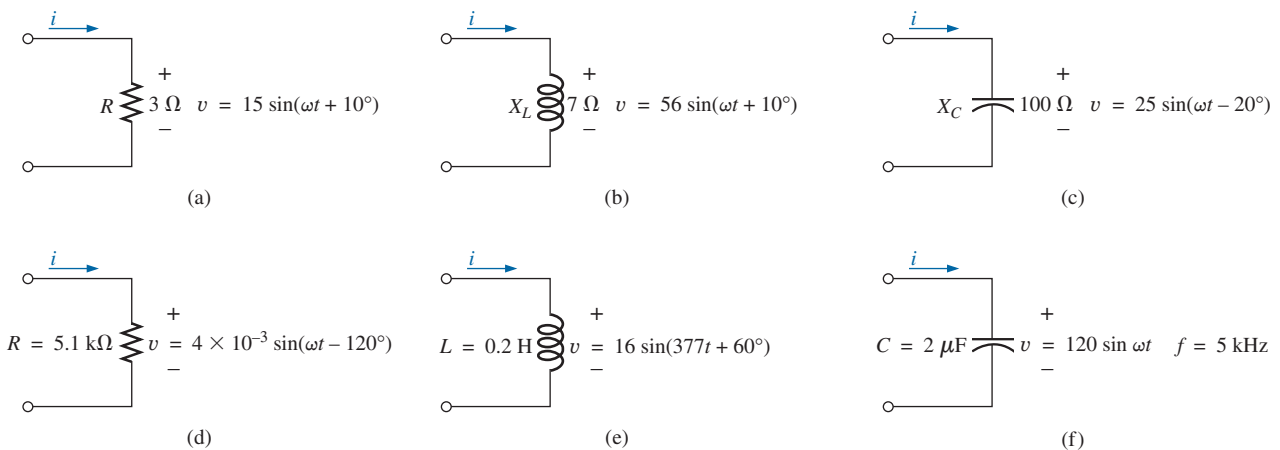 i
R
+
3 Ω v = 15 sin(ωt + 10°)
–
(a)
i
X_L
+
7 Ω v = 56 sin(ωt + 10°)
–
(b)
i
X_C
+
100 Ω v = 25 sin(ωt – 20°)
–
(c)
i
R = 5.1 kΩ
+
v = 4 × 10⁻³ sin(ωt – 120°)
–
(d)
i
L = 0.2 H
+
v = 16 sin(377t + 60°)
–
(e)
i
C = 2 μF
+
v = 120 sin ωt f = 5 kHz
–
(f)